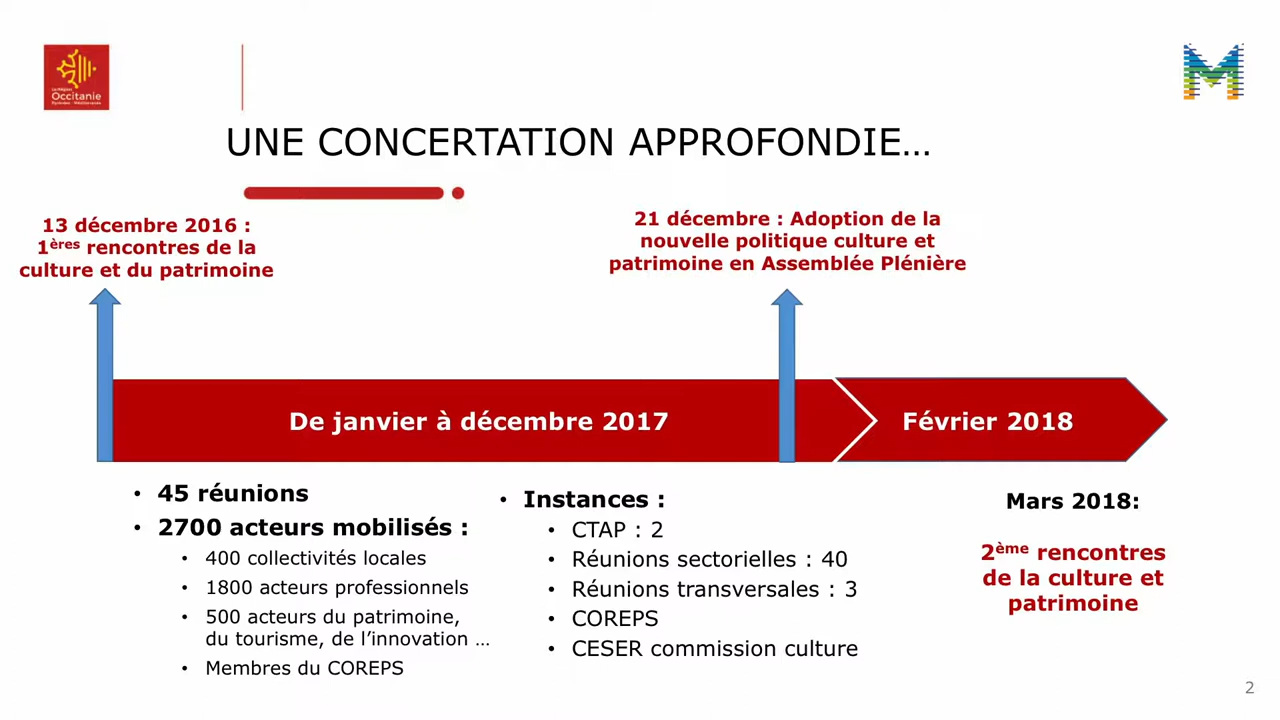 La Région
Occitanie
Pyrénées - Méditerranée
UNE CONCERTATION APPROFONDIE…
13 décembre 2016 :
1ères rencontres de la
culture et du patrimoine
21 décembre : Adoption de la
nouvelle politique culture et
patrimoine en Assemblée Plénière
De janvier à décembre 2017
Février 2018
• 45 réunions
• 2700 acteurs mobilisés :
• 400 collectivités locales
• 1800 acteurs professionnels
• 500 acteurs du patrimoine,
du tourisme, de l’innovation …
• Membres du COREPS
• Instances :
• CTAP : 2
• Réunions sectorielles : 40
• Réunions transversales : 3
• COREPS
• CESER commission culture
Mars 2018:
2ème rencontres
de la culture et
patrimoine
2